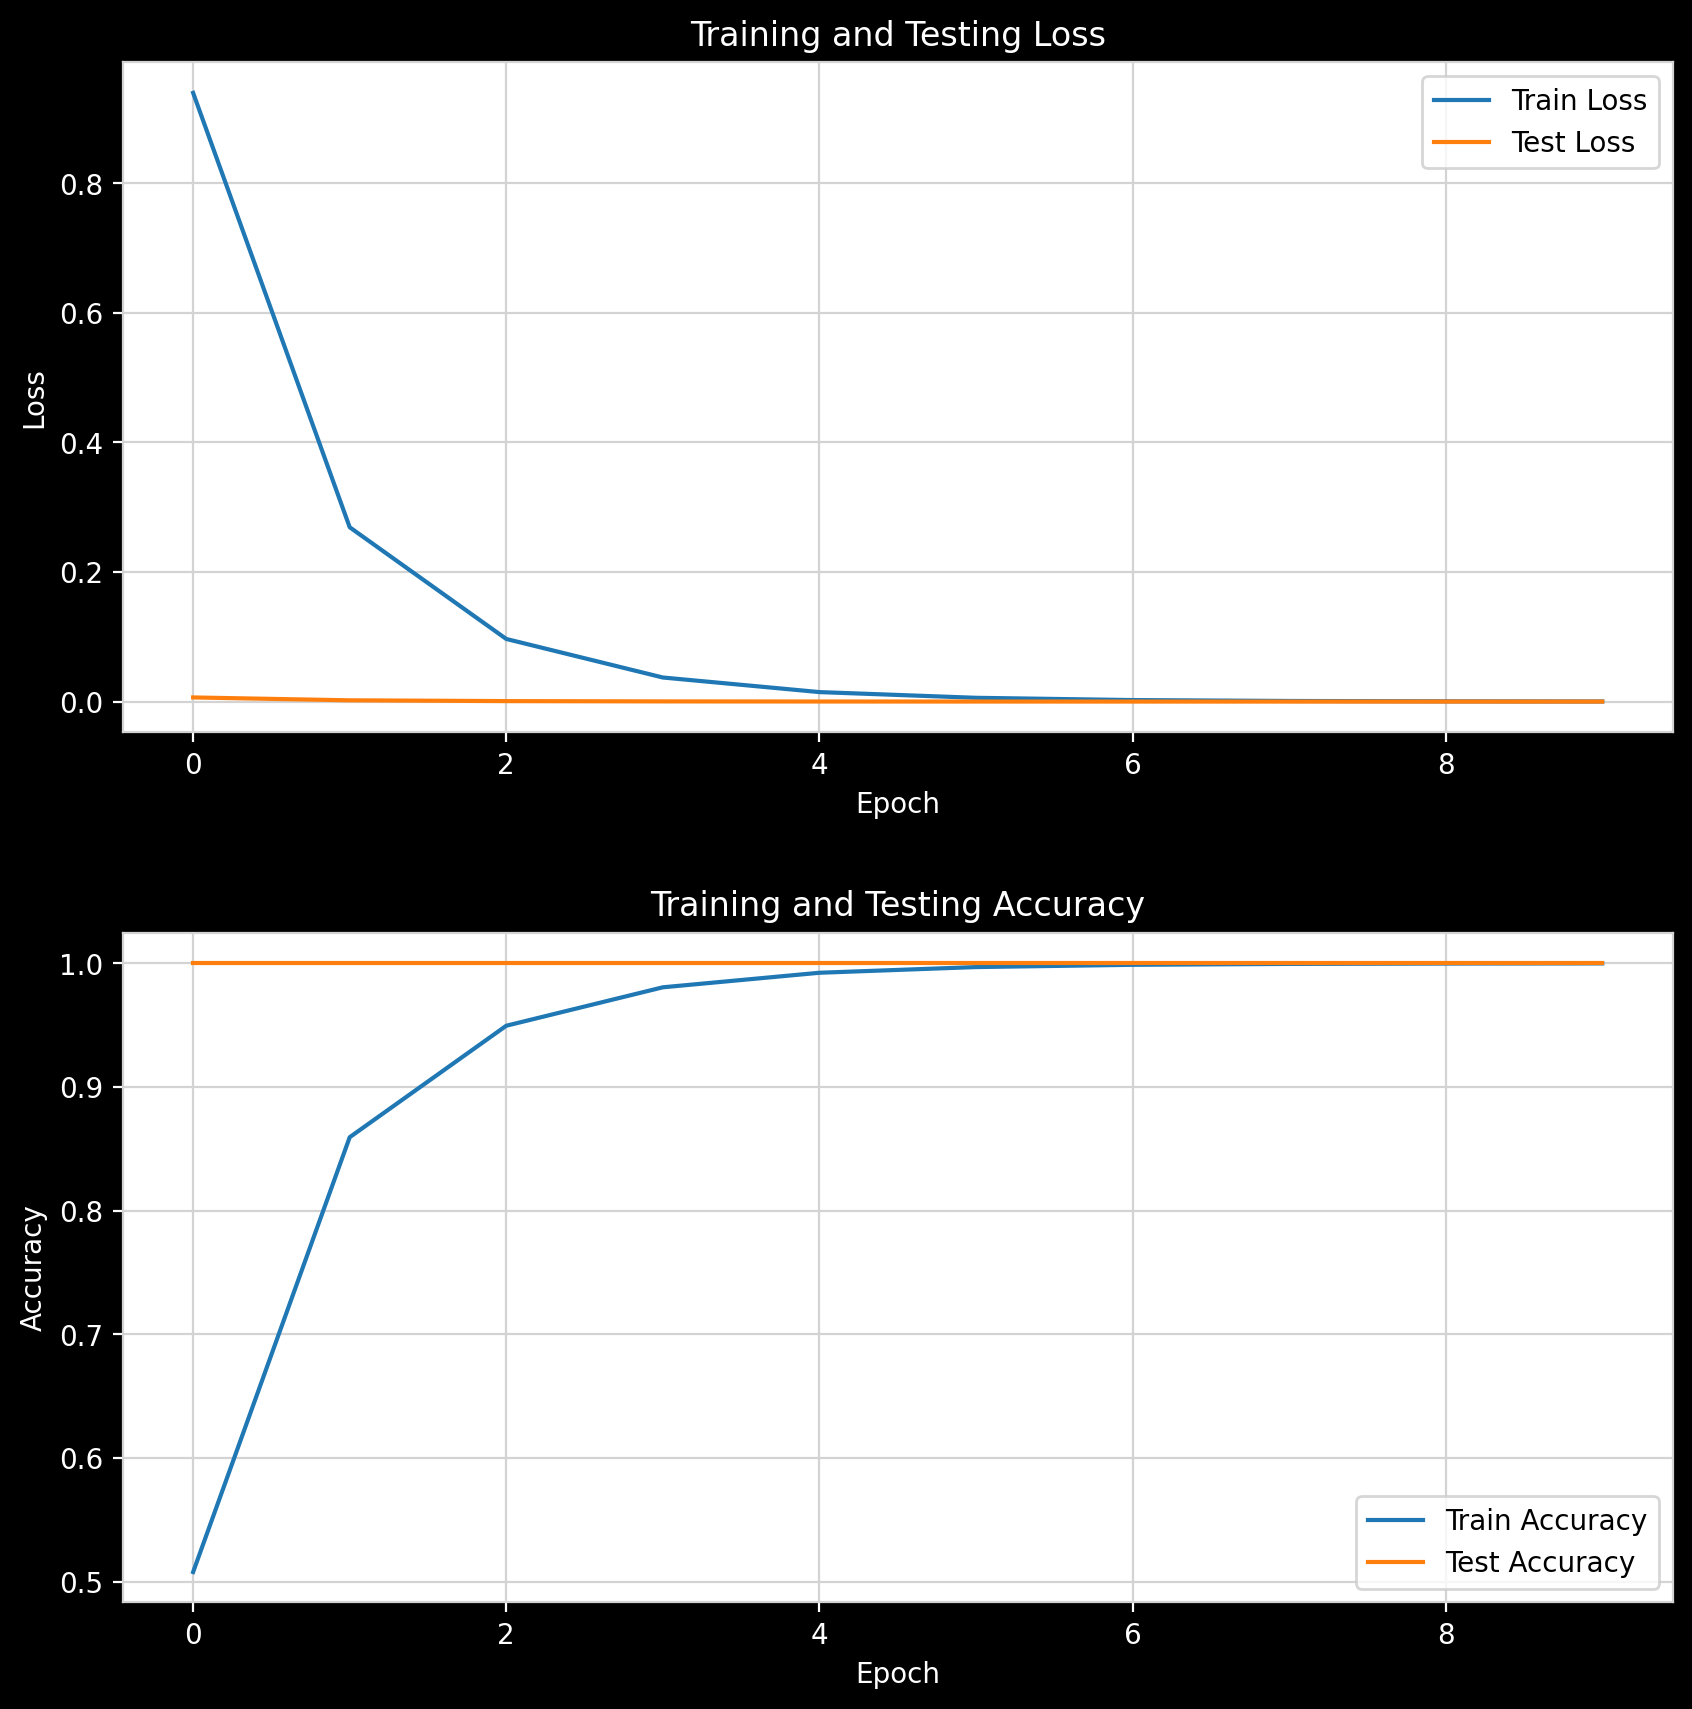 Training and Testing Loss
Train Loss
Test Loss
0.8
0.6
0.4
0.2
0.0
Loss
0 2 4 6 8
Epoch
Training and Testing Accuracy
1.0
0.9
0.8
0.7
0.6
0.5
Accuracy
Train Accuracy
Test Accuracy
0 2 4 6 8
Epoch